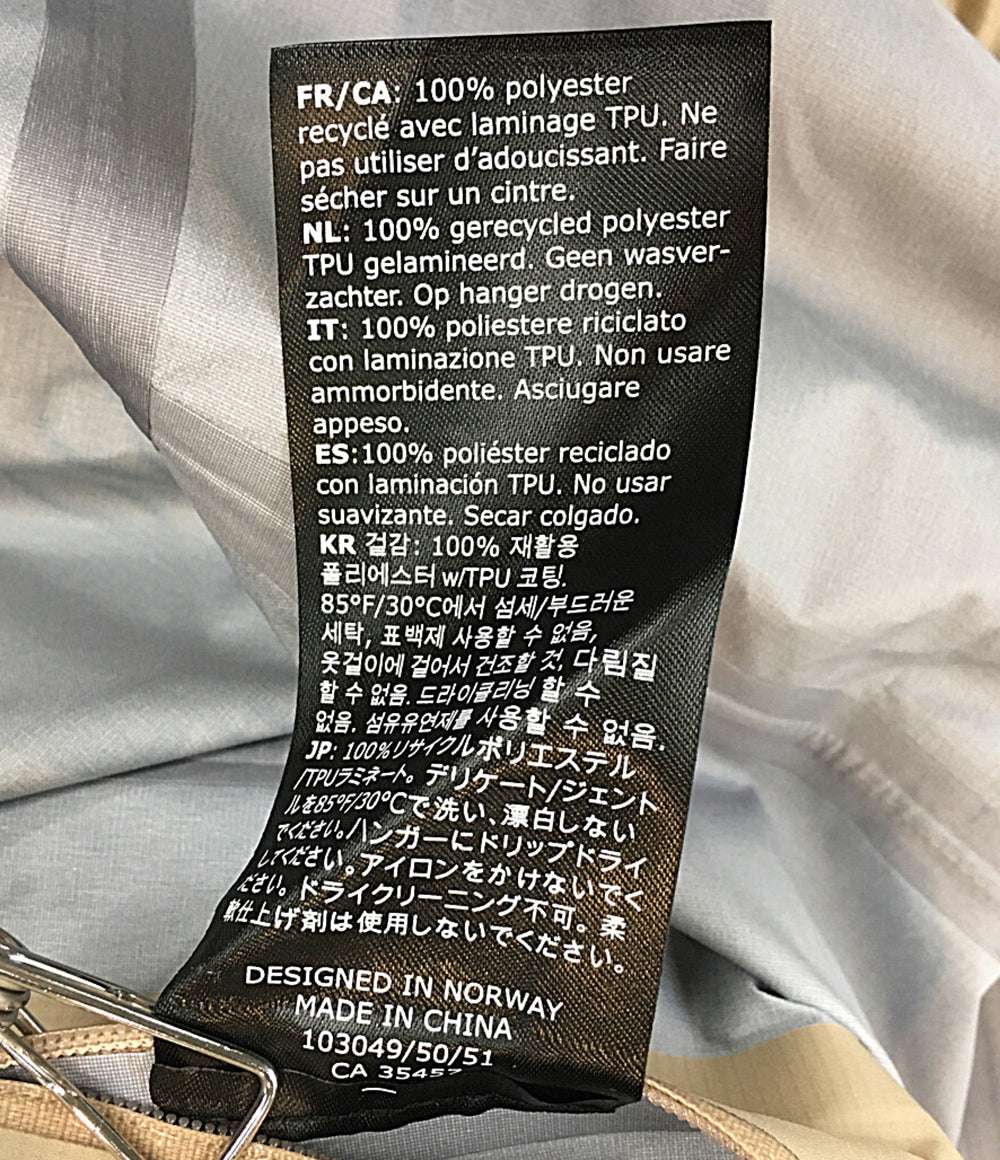 FR/CA: 100% polyester
recyclé avec laminage TPU. Ne
pas utiliser d'adoucissant. Faire
sécher sur un cintre.
NL: 100% gerecycled polyester
TPU gelamineerd. Geen wasver-
zachter. Op hanger drogen.
IT: 100% poliestere riciclato
con laminazione TPU. Non usare
ammorbidente. Asciugare
appeso.
ES:100% poliéster reciclado
con laminación TPU. No usar
suavizante. Secar colgado.
KR 겉감: 100% 재활용
폴리에스터 w/TPU 코팅.
85°F/30°C에서 섬세/부드러운
세탁, 표백제 사용할 수 없음,
옷걸이에 걸어서 건조할 것, 다림질
할 수 없음. 드라이클리닝 할 수
없음. 섬유유연제를 사용할 수 없음.
JP: 100%リサイクルポリエステル
/TPUラミネート。デリケート/ジェント
ルを85°F/30°Cで洗い、漂白しない
でください。ハンガーにドリップドライ
してください。アイロンをかけないでく
ださい。ドライクリーニング不可。柔
軟仕上げ剤は使用しないでください。
DESIGNED IN NORWAY
MADE IN CHINA
103049/50/51
CA 35457